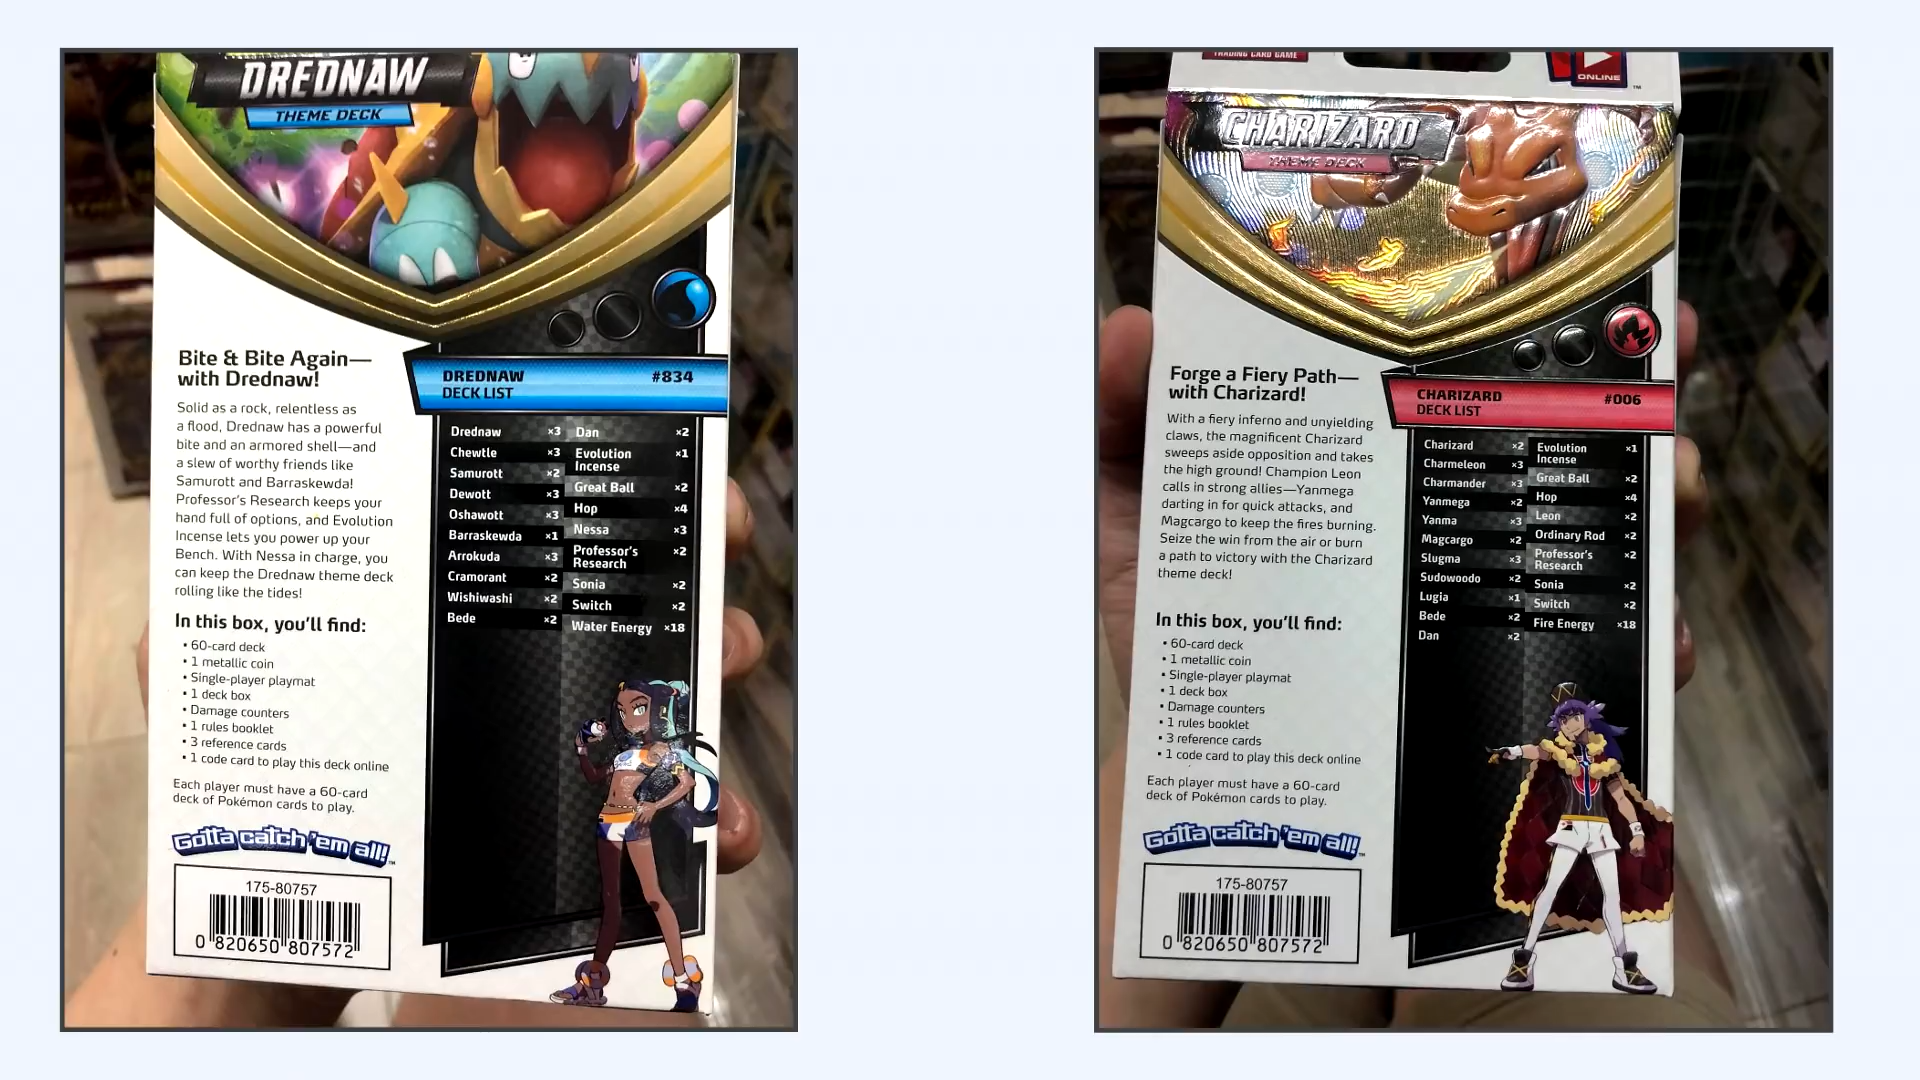 DREDNAW
THEME DECK
Bite & Bite Again—
with Drednaw!
Solid as a rock, relentless as
a flood, Drednaw has a powerful
bite and an armored shell—and
a slew of worthy friends like
Samurott and Barraskewda!
Professor's Research keeps your
hand full of options, and Evolution
Incense lets you power up your
Bench. With Nessa in charge, you
can keep the Drednaw theme deck
rolling like the tides!
In this box, you'll find:
• 60-card deck
• 1 metallic coin
• Single-player playmat
• 1 deck box
• Damage counters
• 1 rules booklet
• 3 reference cards
• 1 code card to play this deck online
Each player must have a 60-card
deck of Pokémon cards to play.
Gotta catch 'em all!™
175-80757
0 820650 807572
DREDNAW #834
DECK LIST
Drednaw ×3
Chewtle ×3
Samurott ×2
Dewott ×3
Oshawott ×3
Barraskewda ×1
Arrokuda ×3
Cramorant ×2
Wishiwashi ×2
Bede ×2
Dan ×2
Evolution ×1
Incense
Great Ball ×2
Hop ×4
Nessa ×3
Professor's ×2
Research
Sonia ×2
Switch ×2
Water Energy ×18
TRADING CARD GAME
ONLINE
™
CHARIZARD
THEME DECK
Forge a Fiery Path—
with Charizard!
With a fiery inferno and unyielding
claws, the magnificent Charizard
sweeps aside opposition and takes
the high ground! Champion Leon
calls in strong allies—Yanmega
darting in for quick attacks, and
Magcargo to keep the fires burning.
Seize the win from the air or burn
a path to victory with the Charizard
theme deck!
In this box, you'll find:
• 60-card deck
• 1 metallic coin
• Single-player playmat
• 1 deck box
• Damage counters
• 1 rules booklet
• 3 reference cards
• 1 code card to play this deck online
Each player must have a 60-card
deck of Pokémon cards to play.
Gotta catch 'em all!™
175-80757
0 820650 807572
CHARIZARD #006
DECK LIST
Charizard ×2
Charmeleon ×3
Charmander ×3
Yanmega ×2
Yanma ×3
Magcargo ×2
Slugma ×3
Sudowoodo ×2
Lugia ×1
Bede ×2
Dan ×2
Evolution ×1
Incense
Great Ball ×2
Hop ×4
Leon ×2
Ordinary Rod ×2
Professor's ×2
Research
Sonia ×2
Switch ×2
Fire Energy ×18